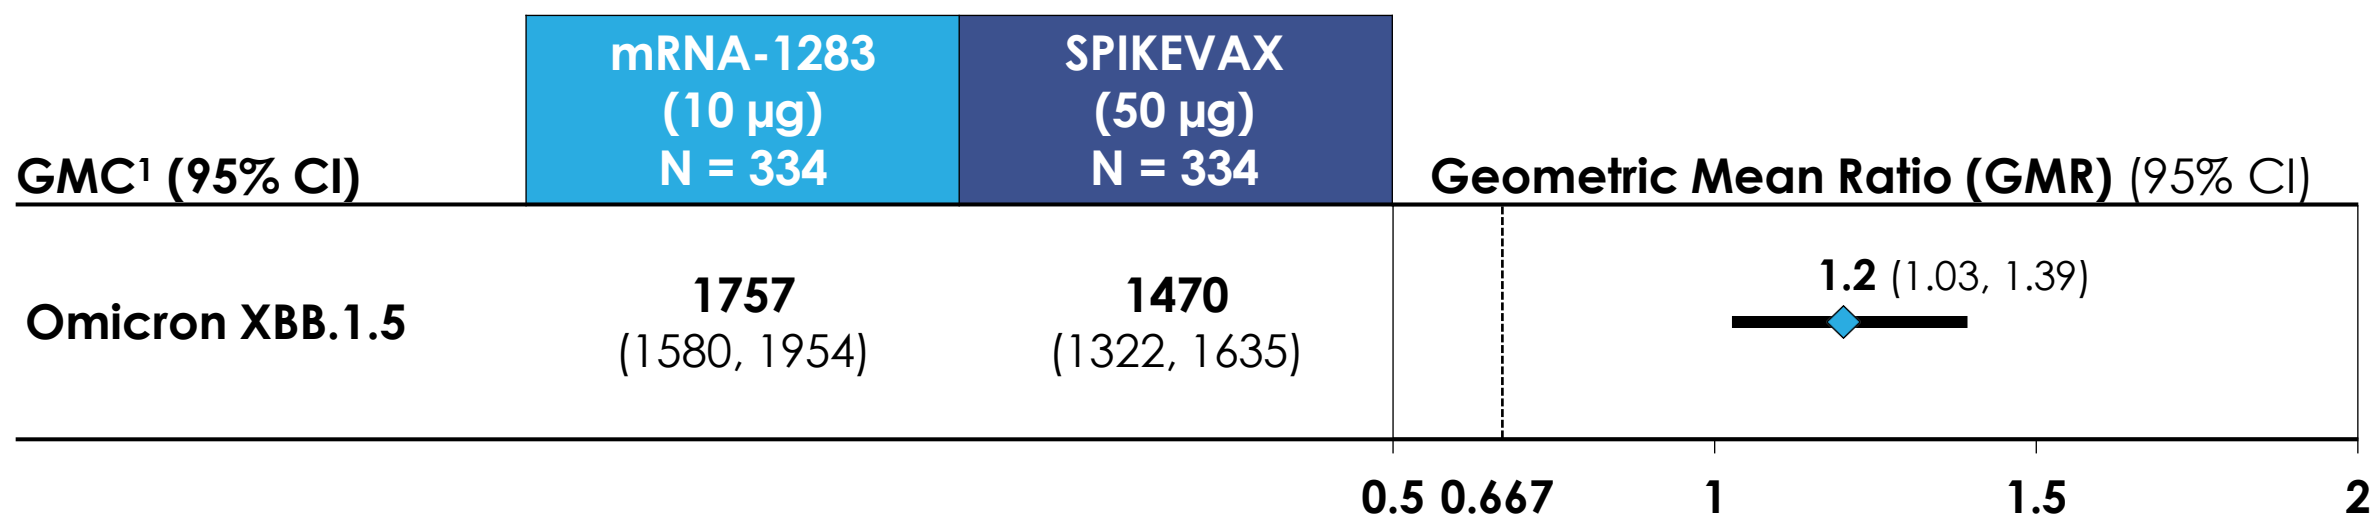 mRNA-1283
(10 µg)
N = 334
SPIKEVAX
(50 µg)
N = 334
GMC¹ (95% CI)
Geometric Mean Ratio (GMR) (95% CI)
Omicron XBB.1.5
1757
(1580, 1954)
1470
(1322, 1635)
1.2 (1.03, 1.39)
0.5 0.667 1 1.5 2